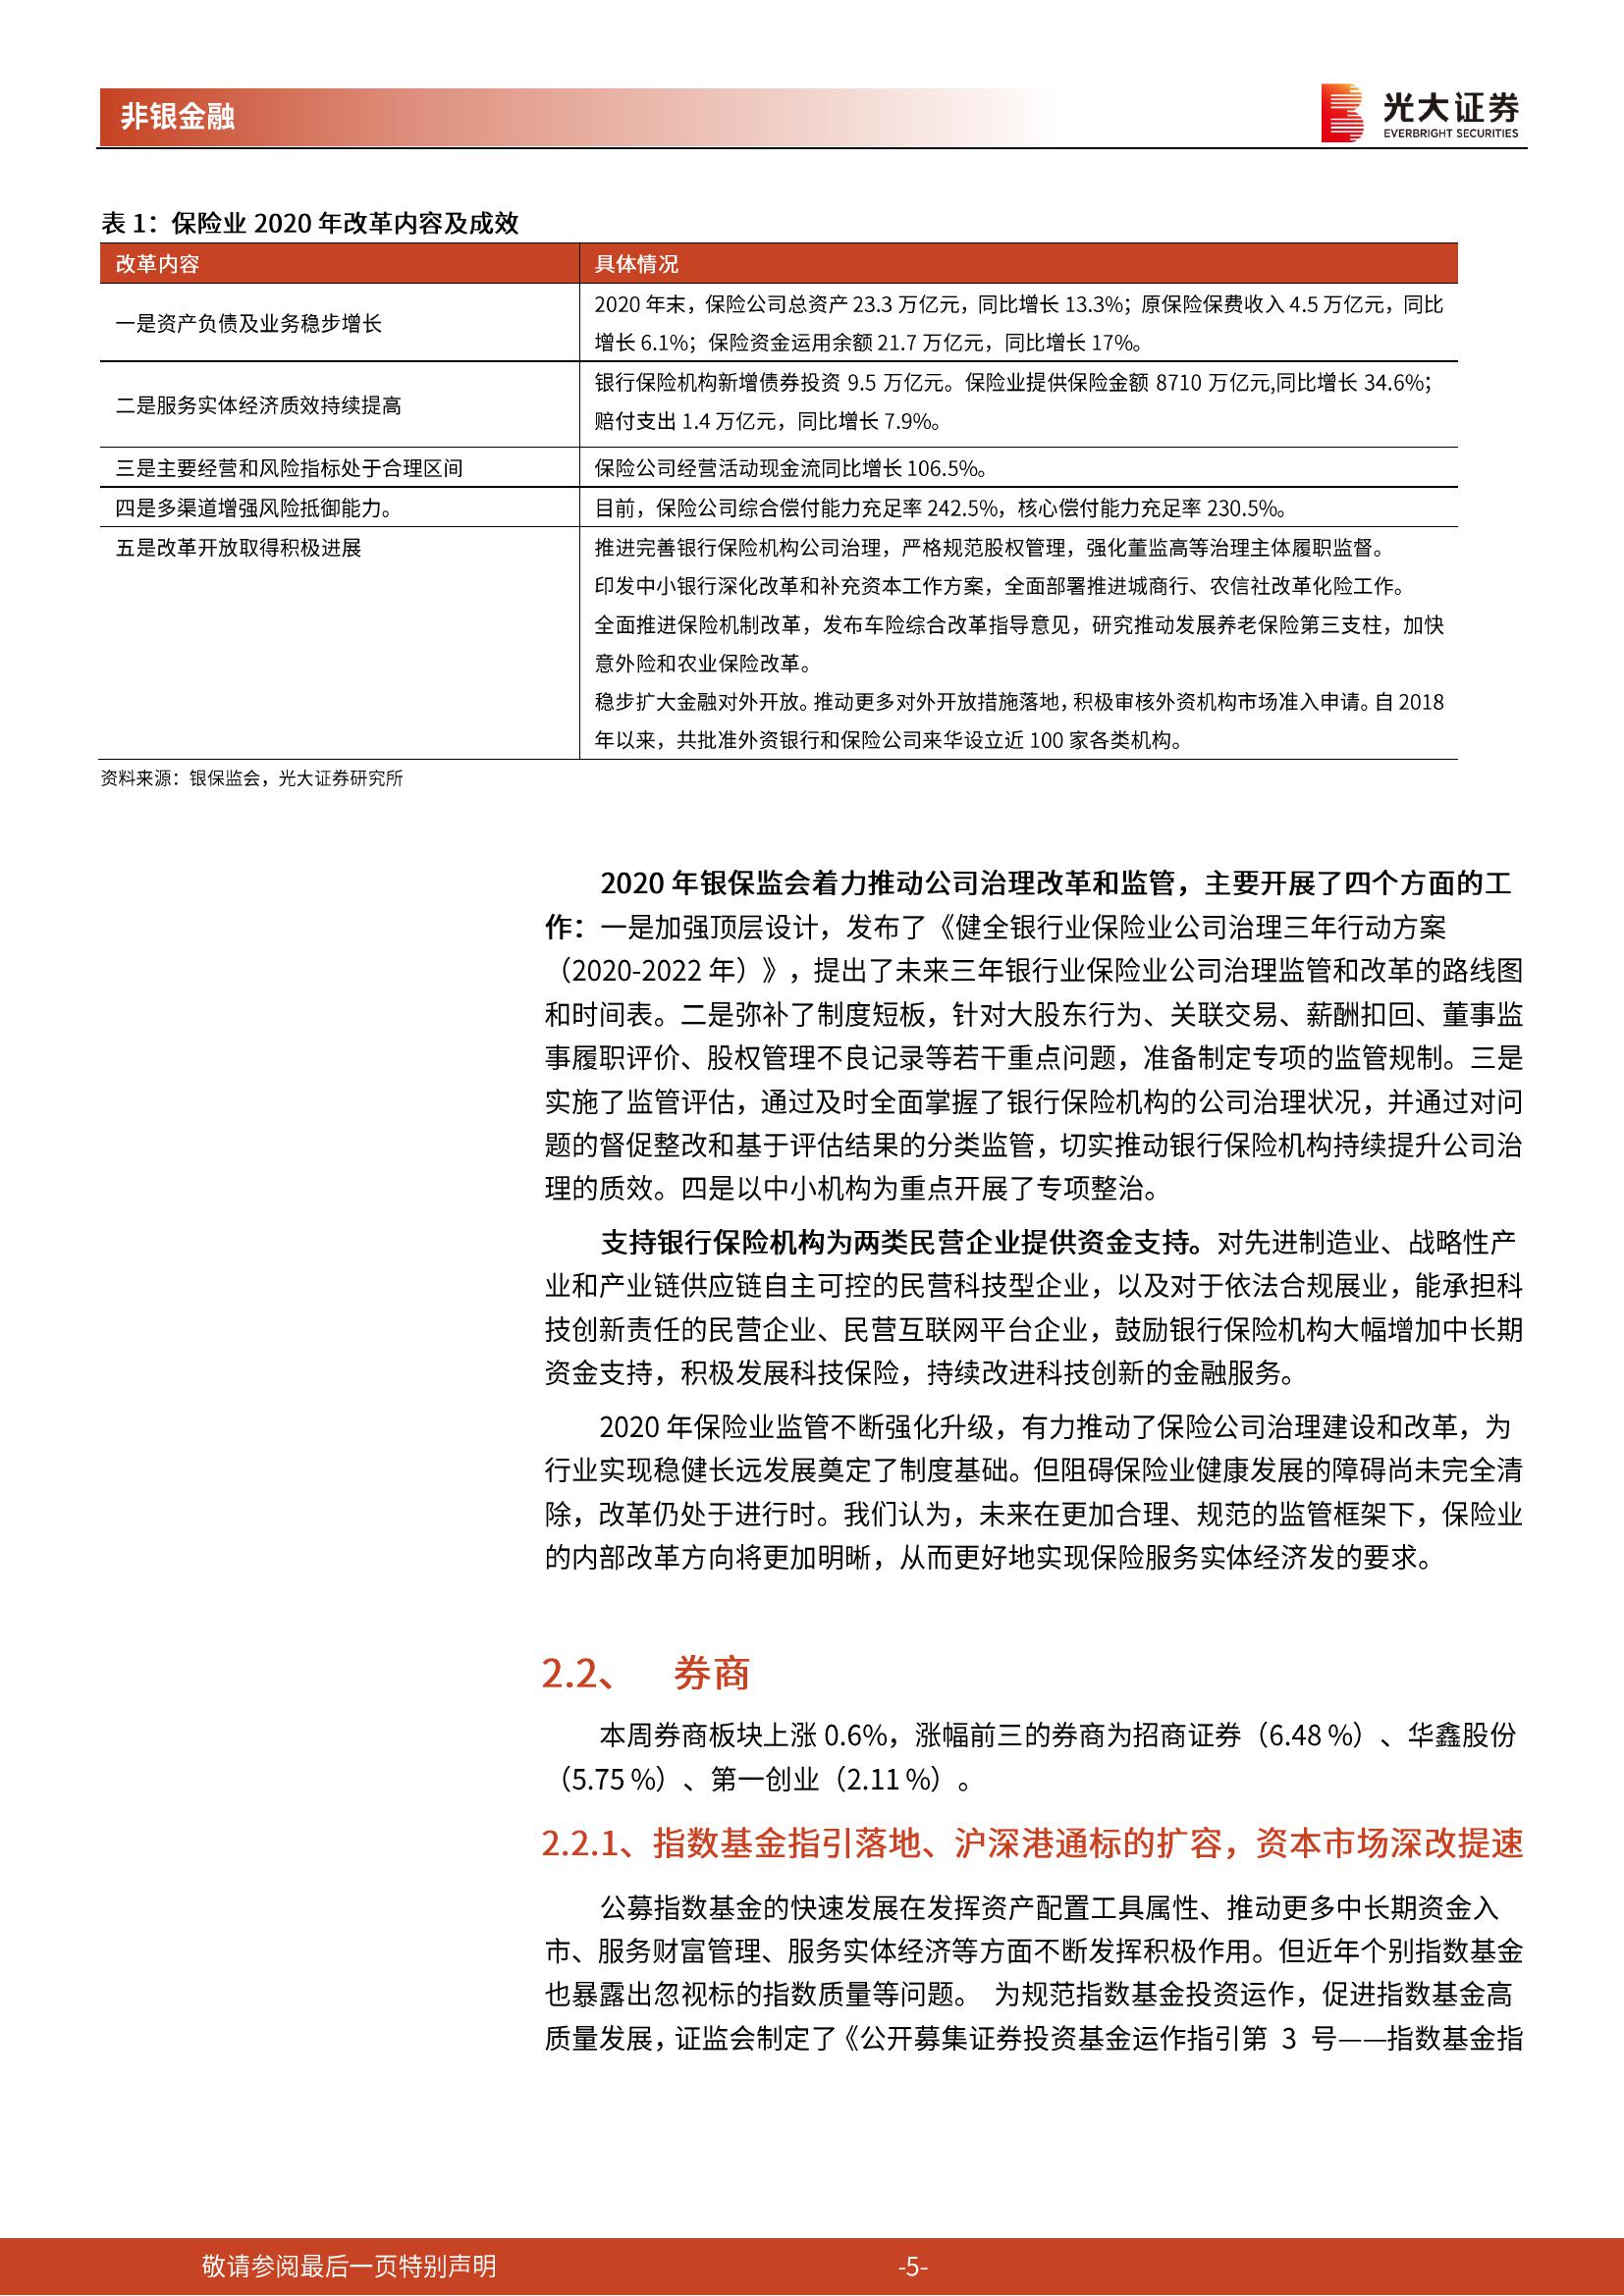 非银金融
光大证券
EVERBRIGHT SECURITIES
表 1：保险业 2020 年改革内容及成效
改革内容
具体情况
一是资产负债及业务稳步增长
2020 年末，保险公司总资产 23.3 万亿元，同比增长 13.3%；原保险保费收入 4.5 万亿元，同比
增长 6.1%；保险资金运用余额 21.7 万亿元，同比增长 17%。
二是服务实体经济质效持续提高
银行保险机构新增债券投资 9.5 万亿元。保险业提供保险金额 8710 万亿元,同比增长 34.6%；
赔付支出 1.4 万亿元，同比增长 7.9%。
三是主要经营和风险指标处于合理区间
保险公司经营活动现金流同比增长 106.5%。
四是多渠道增强风险抵御能力。
目前，保险公司综合偿付能力充足率 242.5%，核心偿付能力充足率 230.5%。
五是改革开放取得积极进展
推进完善银行保险机构公司治理，严格规范股权管理，强化董监高等治理主体履职监督。
印发中小银行深化改革和补充资本工作方案，全面部署推进城商行、农信社改革化险工作。
全面推进保险机制改革，发布车险综合改革指导意见，研究推动发展养老保险第三支柱，加快
意外险和农业保险改革。
稳步扩大金融对外开放。推动更多对外开放措施落地，积极审核外资机构市场准入申请。自 2018
年以来，共批准外资银行和保险公司来华设立近 100 家各类机构。
资料来源：银保监会，光大证券研究所
2020 年银保监会着力推动公司治理改革和监管，主要开展了四个方面的工
作：一是加强顶层设计，发布了《健全银行业保险业公司治理三年行动方案
（2020-2022 年）》，提出了未来三年银行业保险业公司治理监管和改革的路线图
和时间表。二是弥补了制度短板，针对大股东行为、关联交易、薪酬扣回、董事监
事履职评价、股权管理不良记录等若干重点问题，准备制定专项的监管规制。三是
实施了监管评估，通过及时全面掌握了银行保险机构的公司治理状况，并通过对问
题的督促整改和基于评估结果的分类监管，切实推动银行保险机构持续提升公司治
理的质效。四是以中小机构为重点开展了专项整治。
支持银行保险机构为两类民营企业提供资金支持。对先进制造业、战略性产
业和产业链供应链自主可控的民营科技型企业，以及对于依法合规展业，能承担科
技创新责任的民营企业、民营互联网平台企业，鼓励银行保险机构大幅增加中长期
资金支持，积极发展科技保险，持续改进科技创新的金融服务。
2020 年保险业监管不断强化升级，有力推动了保险公司治理建设和改革，为
行业实现稳健长远发展奠定了制度基础。但阻碍保险业健康发展的障碍尚未完全清
除，改革仍处于进行时。我们认为，未来在更加合理、规范的监管框架下，保险业
的内部改革方向将更加明晰，从而更好地实现保险服务实体经济发的要求。
2.2、 券商
本周券商板块上涨 0.6%，涨幅前三的券商为招商证券（6.48 %）、华鑫股份
（5.75 %）、第一创业（2.11 %）。
2.2.1、指数基金指引落地、沪深港通标的扩容，资本市场深改提速
公募指数基金的快速发展在发挥资产配置工具属性、推动更多中长期资金入
市、服务财富管理、服务实体经济等方面不断发挥积极作用。但近年个别指数基金
也暴露出忽视标的指数质量等问题。 为规范指数基金投资运作，促进指数基金高
质量发展，证监会制定了《公开募集证券投资基金运作指引第 3 号——指数基金指
敬请参阅最后一页特别声明
-5-